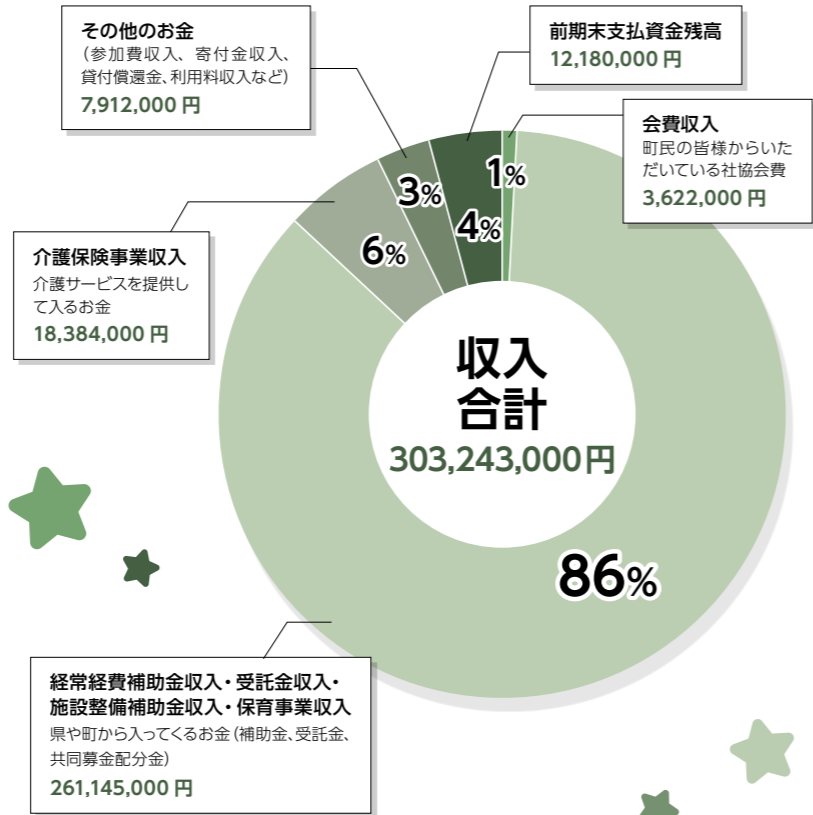 その他のお金
（参加費収入、寄付金収入、
貸付償還金、利用料収入など）
7,912,000 円
前期末支払資金残高
12,180,000 円
会費収入
町民の皆様からいた
だいている社協会費
3,622,000 円
1%
3%
4%
6%
介護保険事業収入
介護サービスを提供し
て入るお金
18,384,000 円
収入
合計
303,243,000 円
86%
経常経費補助金収入・受託金収入・
施設整備補助金収入・保育事業収入
県や町から入ってくるお金（補助金、受託金、
共同募金配分金）
261,145,000 円